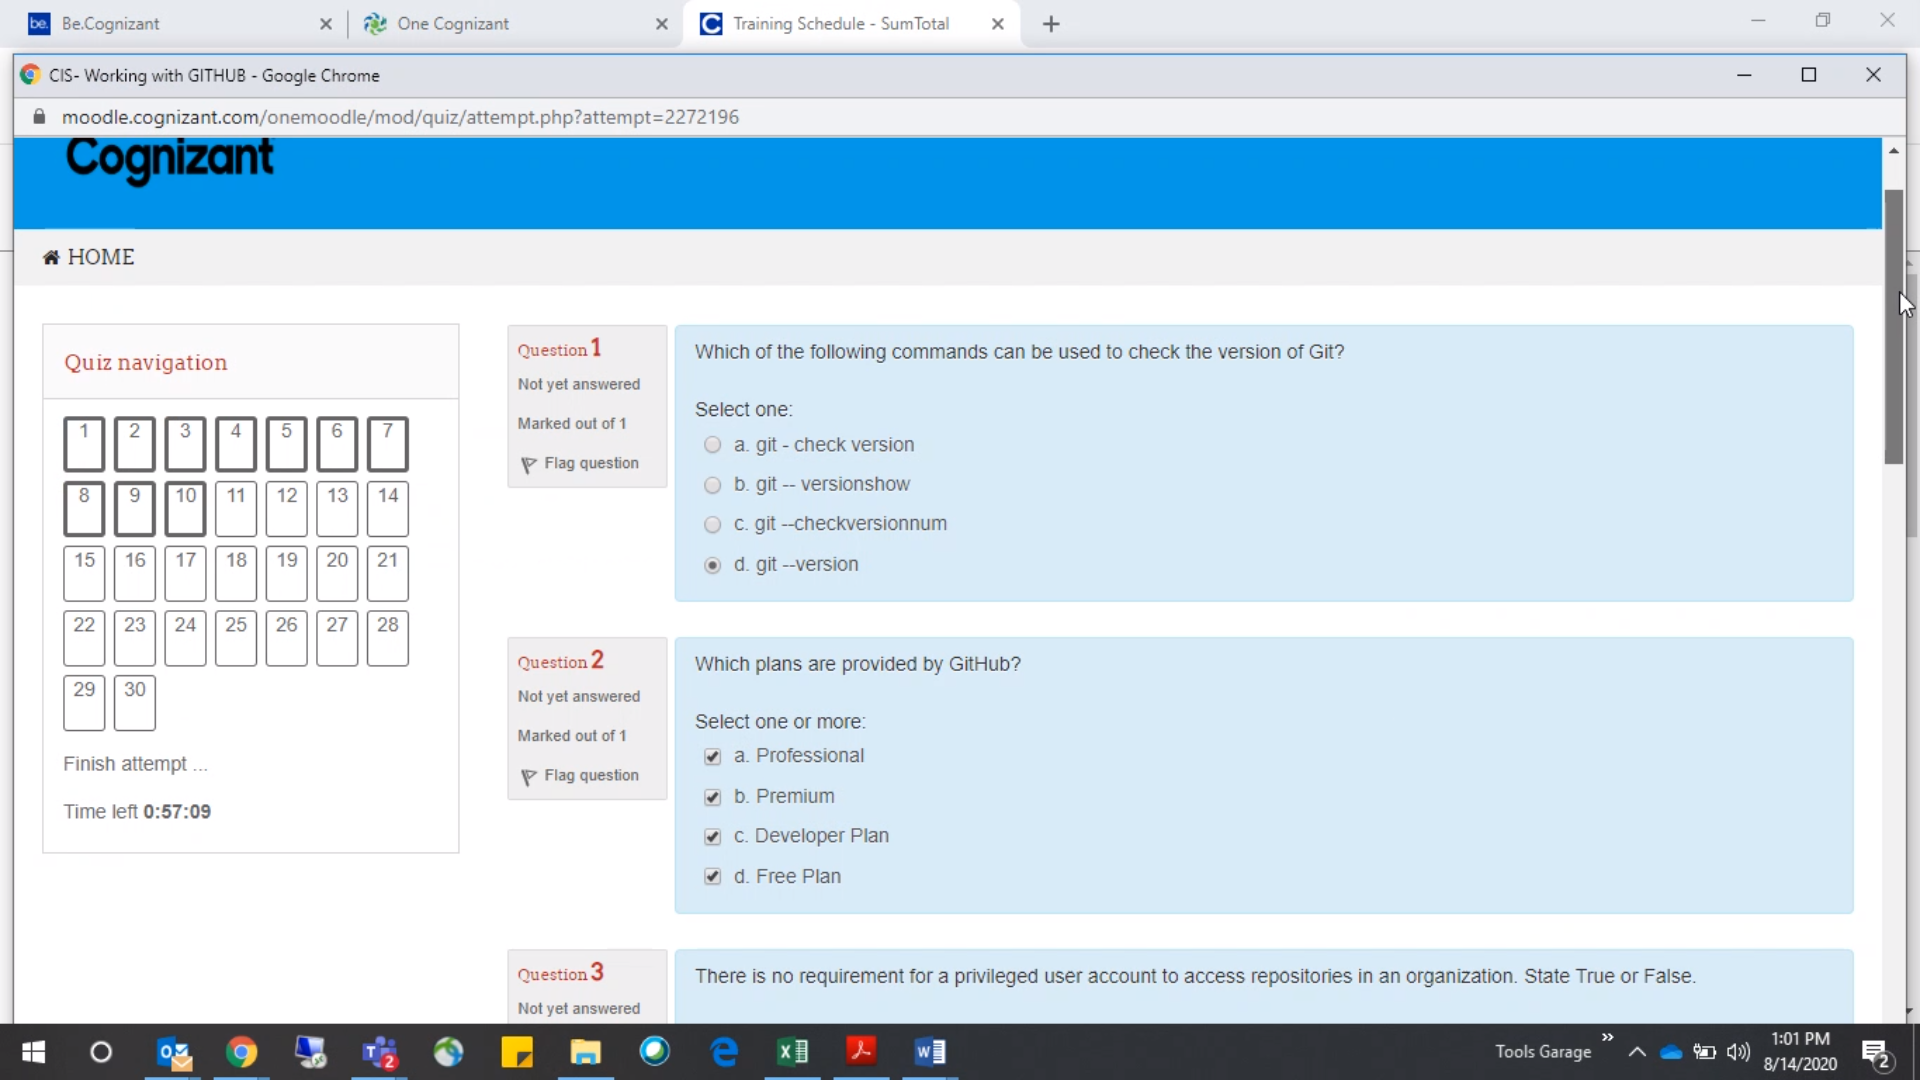 be. Be.Cognizant
One Cognizant
Training Schedule - SumTotal
CIS- Working with GITHUB - Google Chrome
moodle.cognizant.com/onemoodle/mod/quiz/attempt.php?attempt=2272196
Cognizant
HOME
Quiz navigation
1 2 3 4 5 6 7
8 9 10 11 12 13 14
15 16 17 18 19 20 21
22 23 24 25 26 27 28
29 30
Finish attempt ...
Time left 0:57:09
Question 1
Not yet answered
Marked out of 1
Flag question
Which of the following commands can be used to check the version of Git?
Select one:
a. git - check version
b. git -- versionshow
c. git --checkversionnum
d. git --version
Question 2
Not yet answered
Marked out of 1
Flag question
Which plans are provided by GitHub?
Select one or more:
a. Professional
b. Premium
c. Developer Plan
d. Free Plan
Question 3
Not yet answered
There is no requirement for a privileged user account to access repositories in an organization. State True or False.
Tools Garage
1:01 PM
8/14/2020
2
2